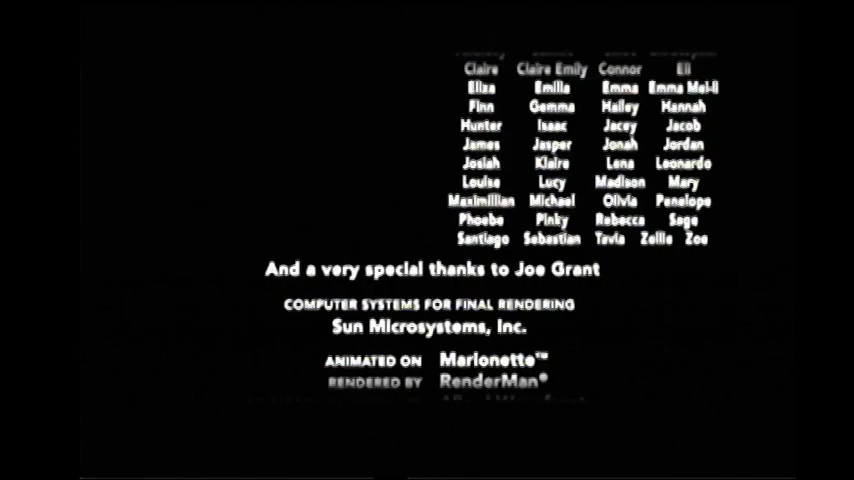 Claire Claire Emily Connor Eli
Eliza Emilia Emma Emma Mei-li
Finn Gemma Hailey Hannah
Hunter Isaac Jacey Jacob
James Jasper Jonah Jordan
Josiah Klaire Lena Leonardo
Louise Lucy Madison Mary
Maximillian Michael Olivia Penelope
Phoebe Pinky Rebecca Sage
Santiago Sebastian Tavia Zellie Zoe
And a very special thanks to Joe Grant
COMPUTER SYSTEMS FOR FINAL RENDERING
Sun Microsystems, Inc.
ANIMATED ON Marionette™
RENDERED BY RenderMan®